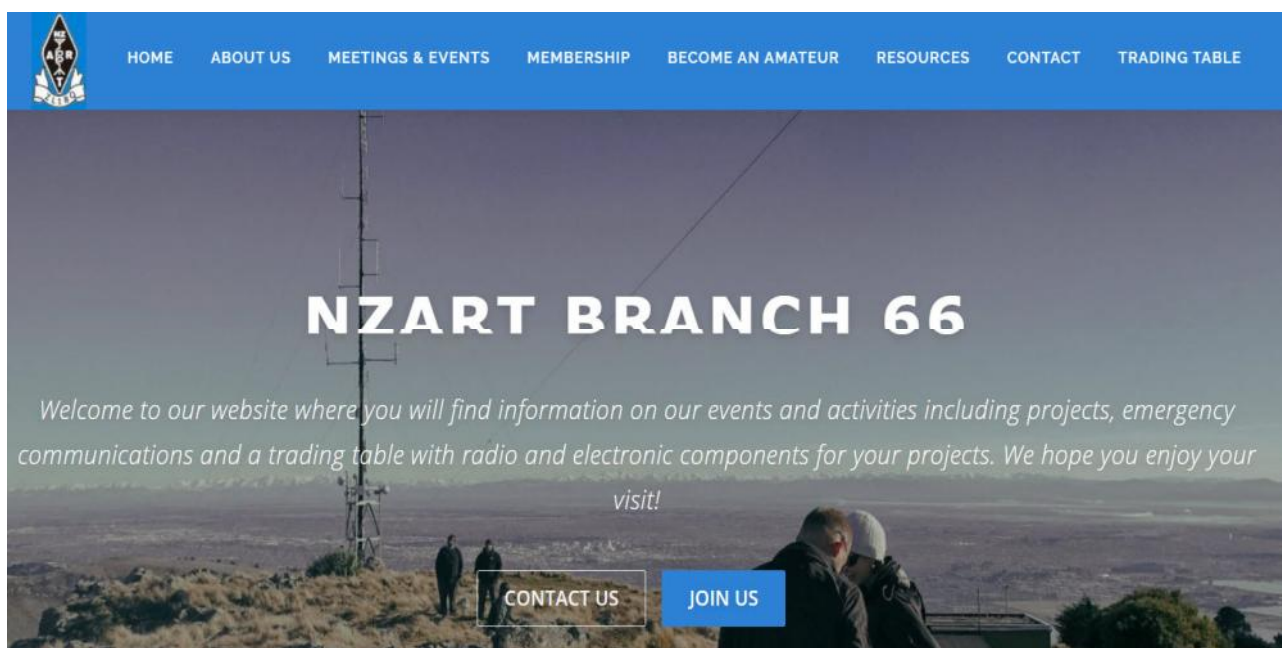 NZ
ART
HOME ABOUT US MEETINGS & EVENTS MEMBERSHIP BECOME AN AMATEUR RESOURCES CONTACT TRADING TABLE
NZART BRANCH 66
Welcome to our website where you will find information on our events and activities including projects, emergency
communications and a trading table with radio and electronic components for your projects. We hope you enjoy your
visit!
CONTACT US JOIN US